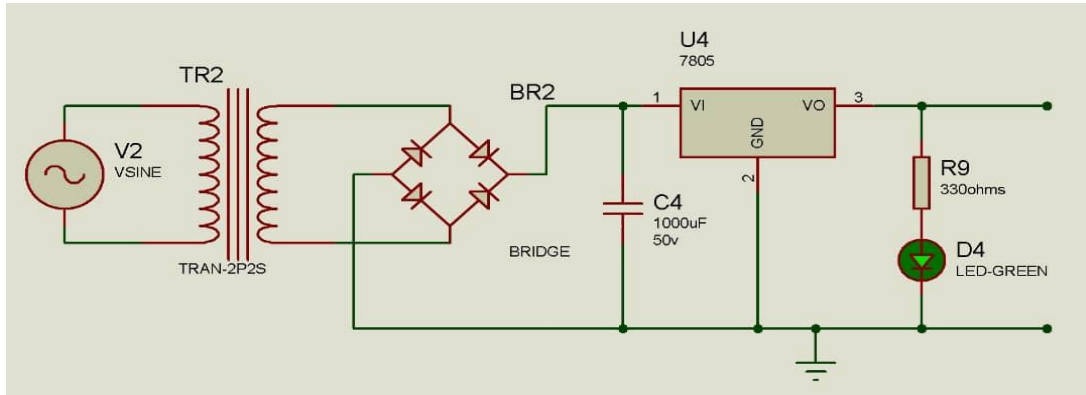 U4
7805
TR2
BR2
1
VI
VO
3
GND
2
V2
VSINE
R9
330ohms
C4
1000uF
50v
D4
LED-GREEN
BRIDGE
TRAN-2P2S